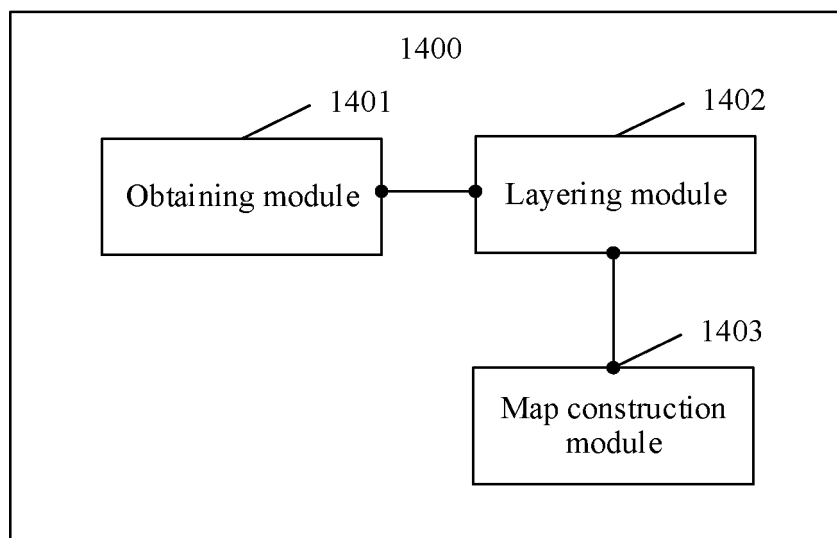 1400
1401
1402
Obtaining module
Layering module
1403
Map construction
module